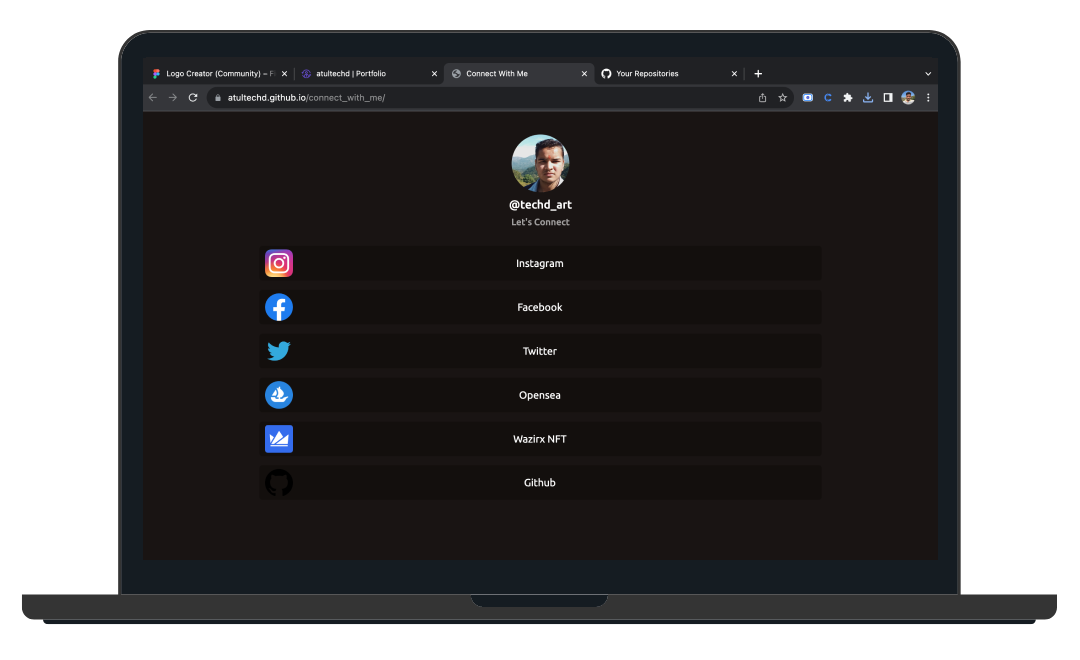 Logo Creator (Community) – Fi
atultechd | Portfolio
Connect With Me
Your Repositories
atultechd.github.io/connect_with_me/
@techd_art
Let's Connect
Instagram
Facebook
Twitter
Opensea
Wazirx NFT
Github